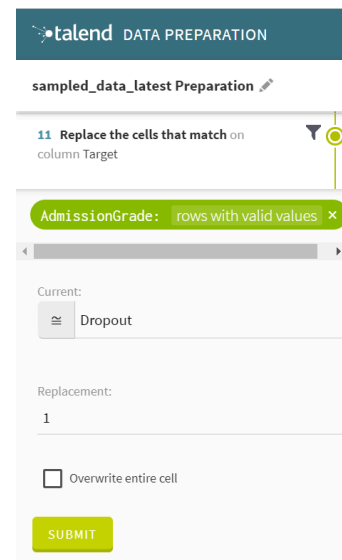 talend DATA PREPARATION
sampled_data_latest Preparation
11 Replace the cells that match on
column Target
AdmissionGrade: rows with valid values ×
Current:
≅ Dropout
Replacement:
1
Overwrite entire cell
SUBMIT